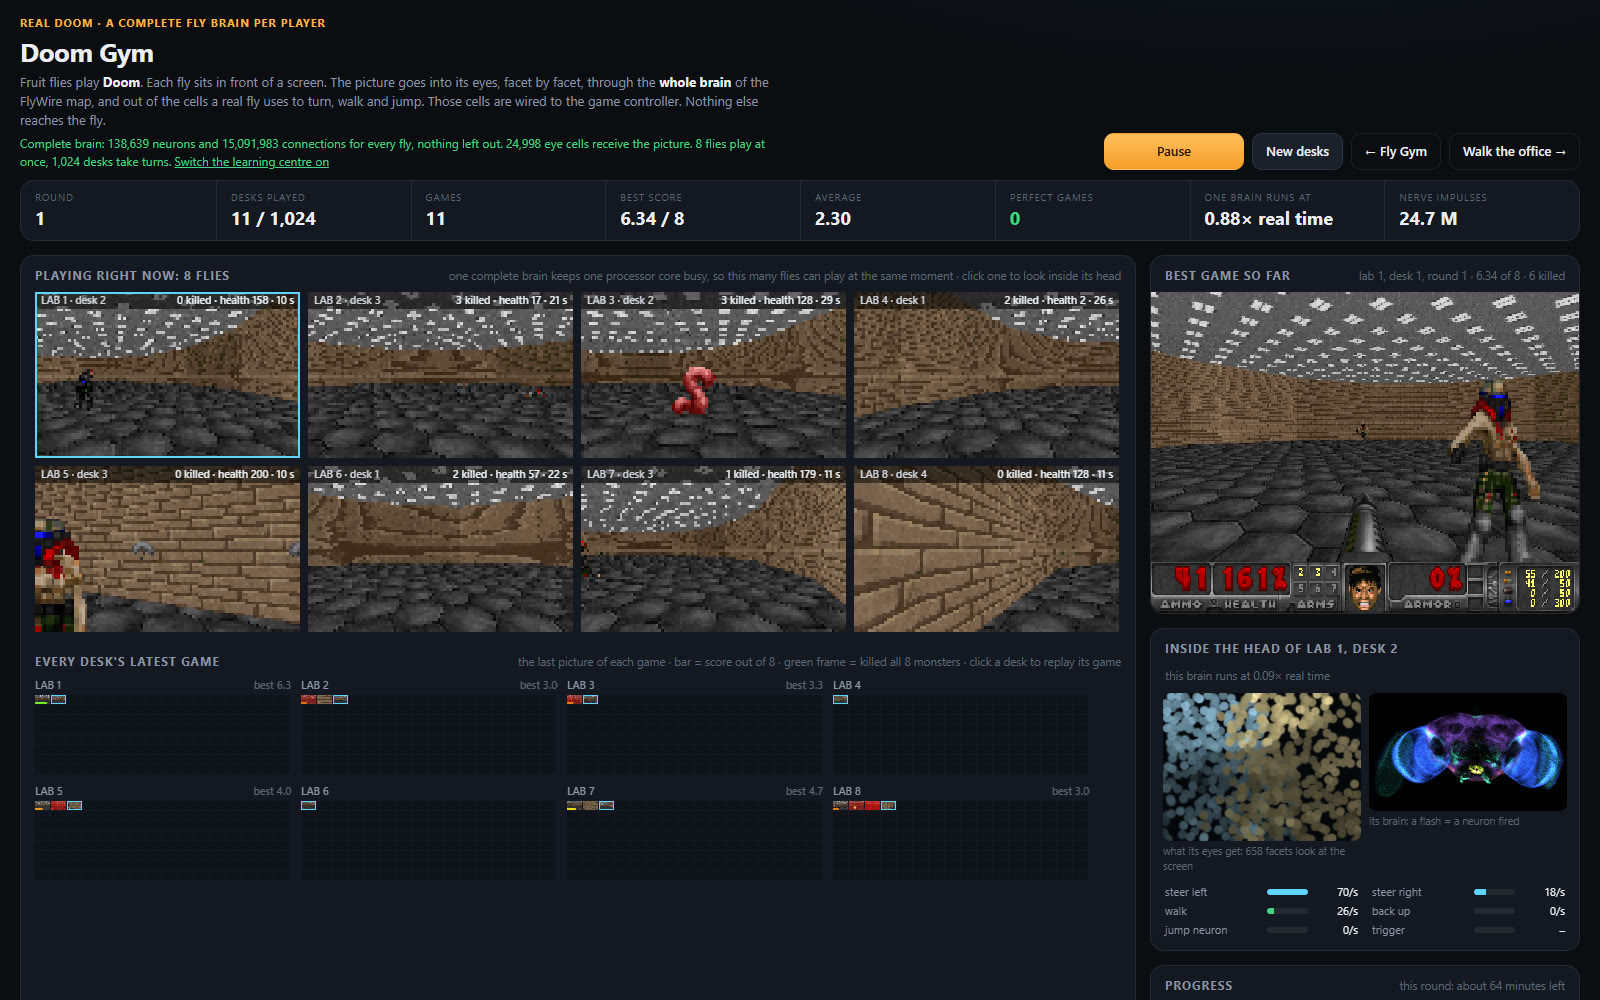 REAL DOOM · A COMPLETE FLY BRAIN PER PLAYER
Doom Gym
Fruit flies play Doom. Each fly sits in front of a screen. The picture goes into its eyes, facet by facet, through the whole brain of the
FlyWire map, and out of the cells a real fly uses to turn, walk and jump. Those cells are wired to the game controller. Nothing else
reaches the fly.
Complete brain: 138,639 neurons and 15,091,983 connections for every fly, nothing left out. 24,998 eye cells receive the picture. 8 flies play at
once, 1,024 desks take turns. Switch the learning centre on
Pause
New desks
← Fly Gym
Walk the office →
ROUND
1
DESKS PLAYED
11 / 1,024
GAMES
11
BEST SCORE
6.34 / 8
AVERAGE
2.30
PERFECT GAMES
0
ONE BRAIN RUNS AT
0.88× real time
NERVE IMPULSES
24.7 M
PLAYING RIGHT NOW: 8 FLIES
one complete brain keeps one processor core busy, so this many flies can play at the same moment · click one to look inside its head
LAB 1 · desk 2 0 killed · health 158 · 10 s
LAB 2 · desk 3 3 killed · health 17 · 21 s
LAB 3 · desk 2 3 killed · health 128 · 29 s
LAB 4 · desk 1 2 killed · health 2 · 26 s
LAB 5 · desk 3 0 killed · health 200 · 10 s
LAB 6 · desk 1 2 killed · health 57 · 22 s
LAB 7 · desk 3 1 killed · health 179 · 11 s
LAB 8 · desk 4 0 killed · health 128 · 11 s
EVERY DESK'S LATEST GAME
the last picture of each game · bar = score out of 8 · green frame = killed all 8 monsters · click a desk to replay its game
LAB 1 best 6.3
LAB 2 best 3.0
LAB 3 best 3.3
LAB 4
LAB 5 best 4.0
LAB 6
LAB 7 best 4.7
LAB 8 best 3.0
BEST GAME SO FAR
lab 1, desk 1, round 1 · 6.34 of 8 · 6 killed
41 161% 2 3 4 0% 55 / 200
5 6 7 41 / 50
0 / 50
0 / 300
AMMO HEALTH ARMS ARMOR
INSIDE THE HEAD OF LAB 1, DESK 2
this brain runs at 0.09× real time
what its eyes get: 658 facets look at the
screen
its brain: a flash = a neuron fired
steer left 70/s
steer right 18/s
walk 26/s
back up 0/s
jump neuron 0/s
trigger –
PROGRESS
this round: about 64 minutes left